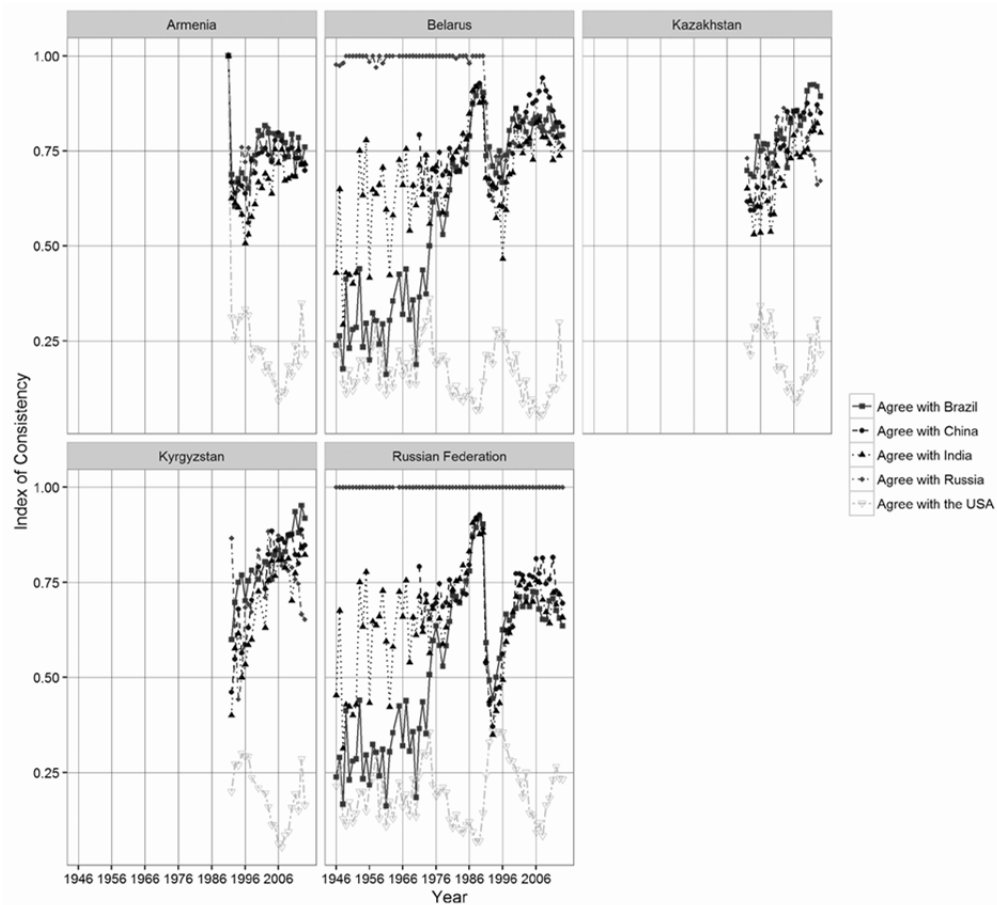 Armenia
Belarus
Kazakhstan
1.00
0.75
0.50
0.25
Kyrgyzstan
Russian Federation
1.00
0.75
0.50
0.25
Index of Consistency
1946 1956 1966 1976 1986 1996 2006
1946 1956 1966 1976 1986 1996 2006
Year
Agree with Brazil
Agree with China
Agree with India
Agree with Russia
Agree with the USA